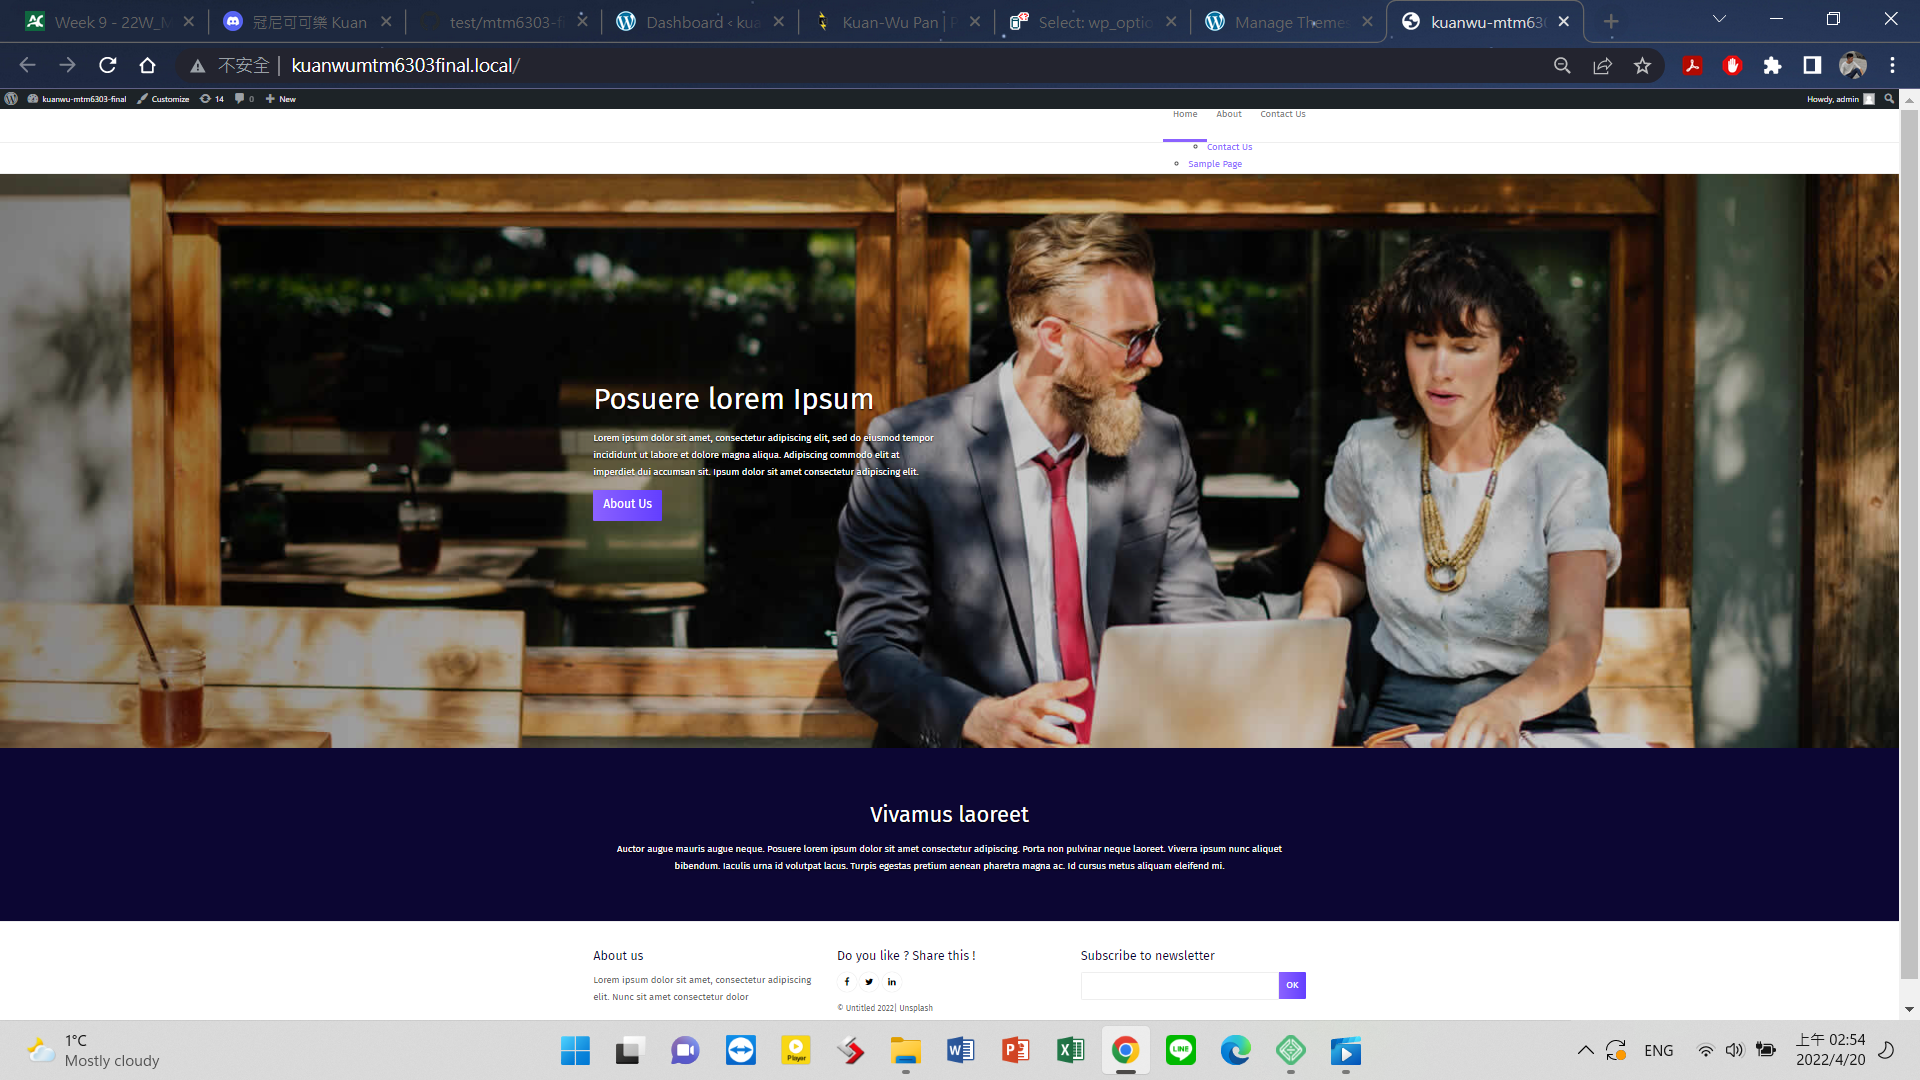 Week 9 - 22W_M
冠尼可可樂 Kuan
test/mtm6303-fi
Dashboard ‹ kua
Kuan-Wu Pan | P
Select: wp_optio
Manage Themes
kuanwu-mtm630
不安全 | kuanwumtm6303final.local/
kuanwu-mtm6303-final Customize 14 0 New Howdy, admin
Home About Contact Us
Contact Us
Sample Page
Posuere lorem Ipsum
Lorem ipsum dolor sit amet, consectetur adipiscing elit, sed do eiusmod tempor
incididunt ut labore et dolore magna aliqua. Adipiscing commodo elit at
imperdiet dui accumsan sit. Ipsum dolor sit amet consectetur adipiscing elit.
About Us
Vivamus laoreet
Auctor augue mauris augue neque. Posuere lorem ipsum dolor sit amet consectetur adipiscing. Porta non pulvinar neque laoreet. Viverra ipsum nunc aliquet
bibendum. Iaculis urna id volutpat lacus. Turpis egestas pretium aenean pharetra magna ac. Id cursus metus aliquam eleifend mi.
About us
Lorem ipsum dolor sit amet, consectetur adipiscing
elit. Nunc sit amet consectetur dolor
Do you like ? Share this !
© Untitled 2022| Unsplash
Subscribe to newsletter
OK
1°C
Mostly cloudy
Player
LINE
ENG
上午 02:54
2022/4/20